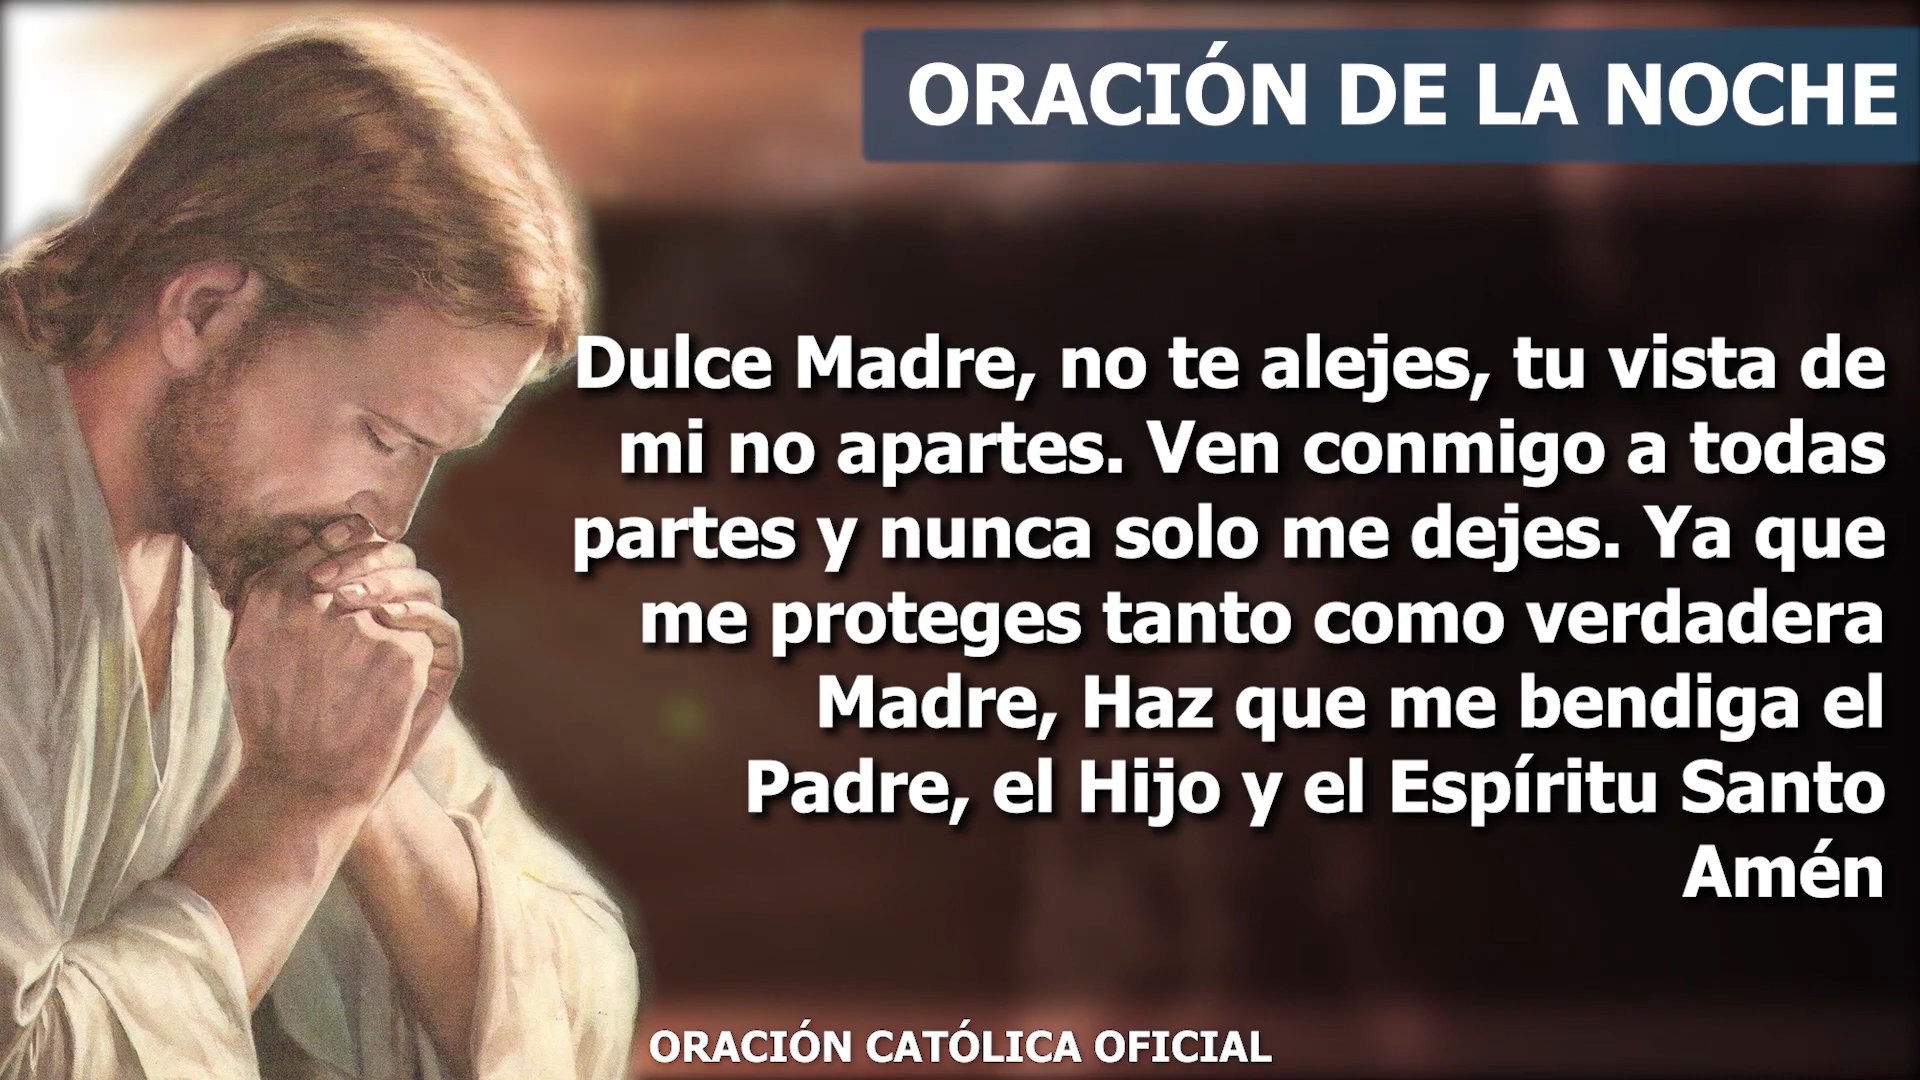 ORACIÓN DE LA NOCHE
Dulce Madre, no te alejes, tu vista de
mi no apartes. Ven conmigo a todas
partes y nunca solo me dejes. Ya que
me proteges tanto como verdadera
Madre, Haz que me bendiga el
Padre, el Hijo y el Espíritu Santo
Amén
ORACIÓN CATÓLICA OFICIAL